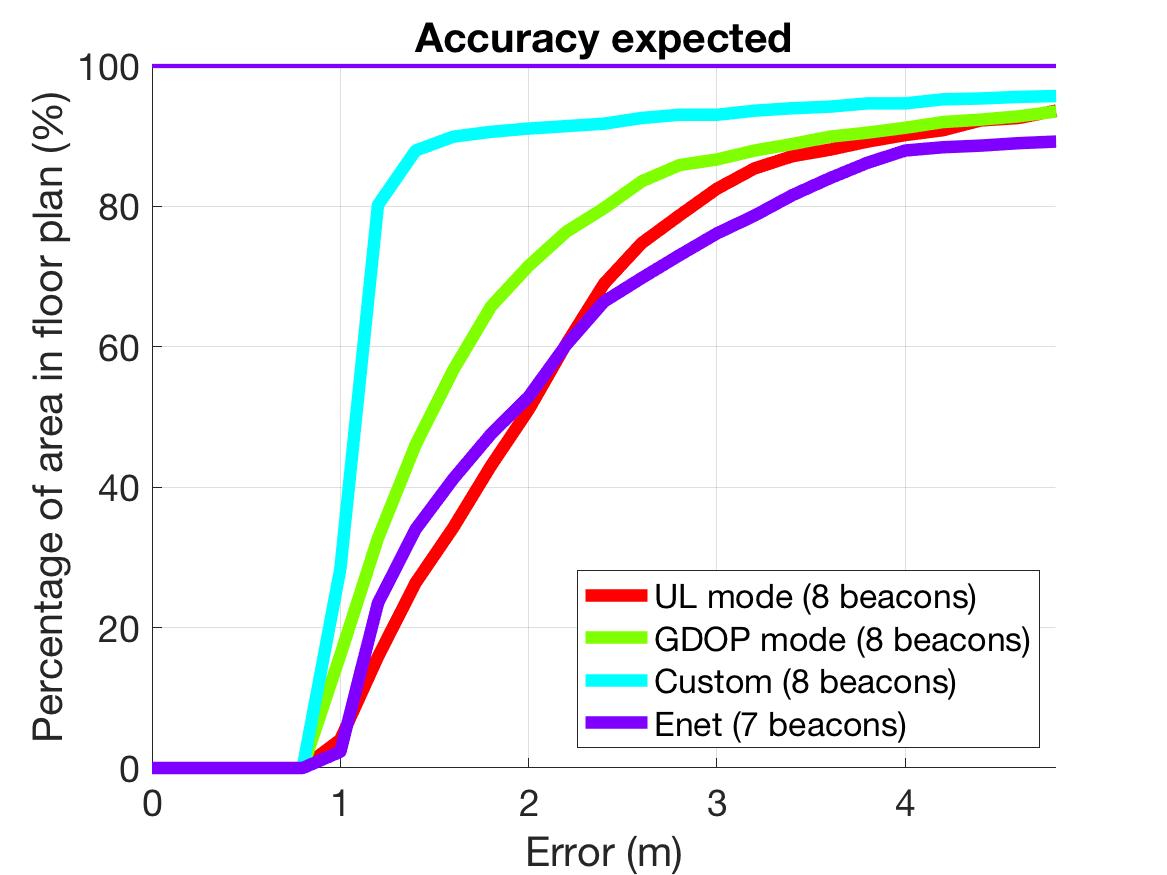 Accuracy expected
Percentage of area in floor plan (%)
100
80
60
40
20
0
0 1 2 3 4
Error (m)
UL mode (8 beacons)
GDOP mode (8 beacons)
Custom (8 beacons)
Enet (7 beacons)